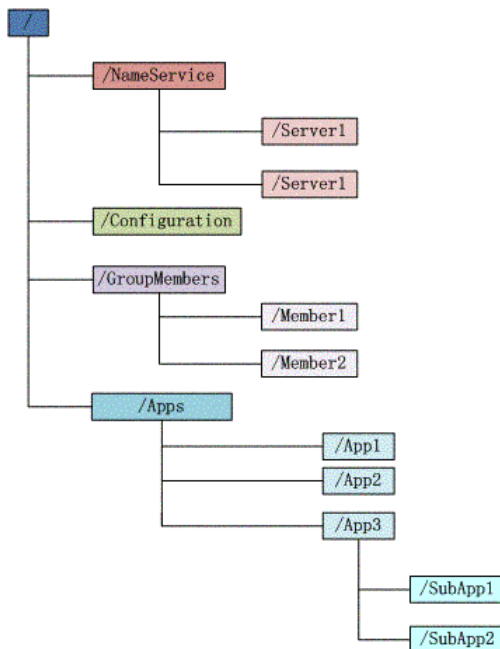 /
/NameService
/Server1
/Server1
/Configuration
/GroupMembers
/Member1
/Member2
/Apps
/App1
/App2
/App3
/SubApp1
/SubApp2